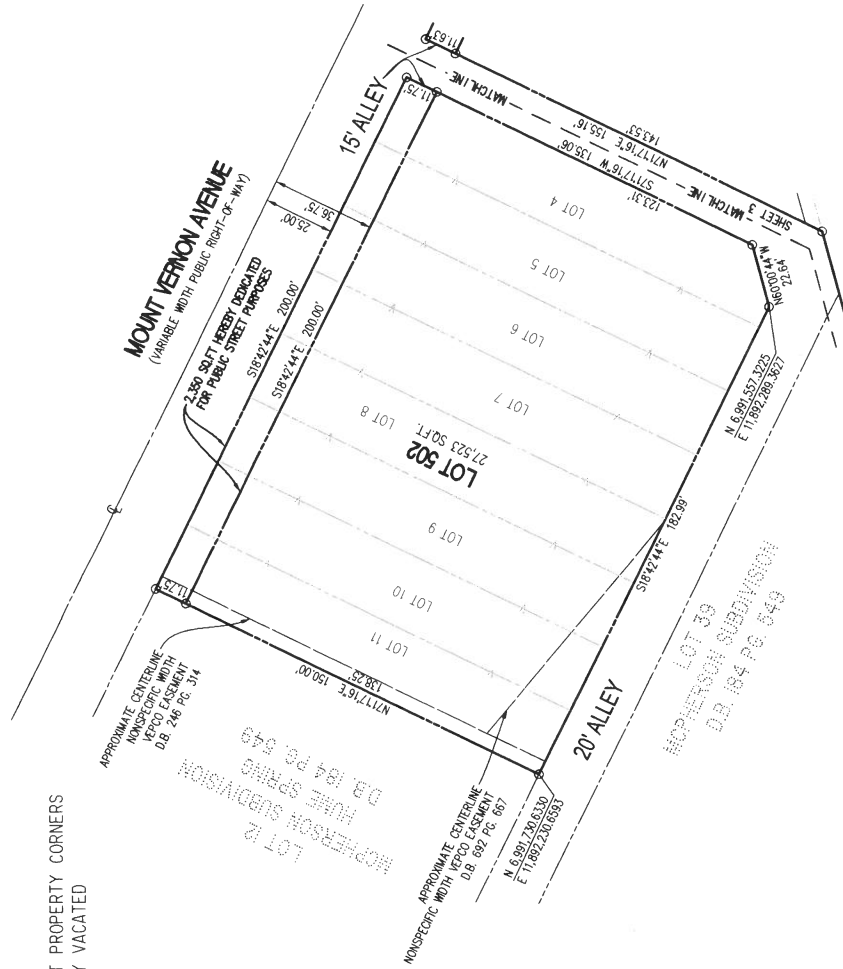 MOUNT VERNON AVENUE
(VARIABLE WIDTH PUBLIC RIGHT-OF-WAY)
15' ALLEY
11.63'
11.75'
36.75'
25.00'
2,350 SQ.FT HEREBY DEDICATED
FOR PUBLIC STREET PURPOSES
S18°42'44"E 200.00'
S18°42'44"E 200.00'
MATCHLINE
N71°17'16"E 155.16'
143.53'
S71°17'16"W 135.06'
123.31'
MATCHLINE
SHEET 3
LOT 4
LOT 5
LOT 6
LOT 7
LOT 8
LOT 502
27,523 SQ.FT.
LOT 9
LOT 10
LOT 11
N60°00'44"W
22.64
N 6,991,557.3225
E 11,892,289.3627
S18°42'44"E 182.99'
℄
11.75'
138.25'
N71°17'16"E 150.00'
APPROXIMATE CENTERLINE
NONSPECIFIC WIDTH
VEPCO EASEMENT
D.B. 246 PG. 314
LOT 12
MCPHERSON SUBDIVISION
HUME SPRING
D.B. 184 PG. 549
APPROXIMATE CENTERLINE
NONSPECIFIC WIDTH VEPCO EASEMENT
D.B. 692 PG. 667
N 6,991,730.6330
E 11,892,230.6593
20' ALLEY
LOT 39
MCPHERSON SUBDIVISION
D.B. 184 PG. 549
T PROPERTY CORNERS
Y VACATED